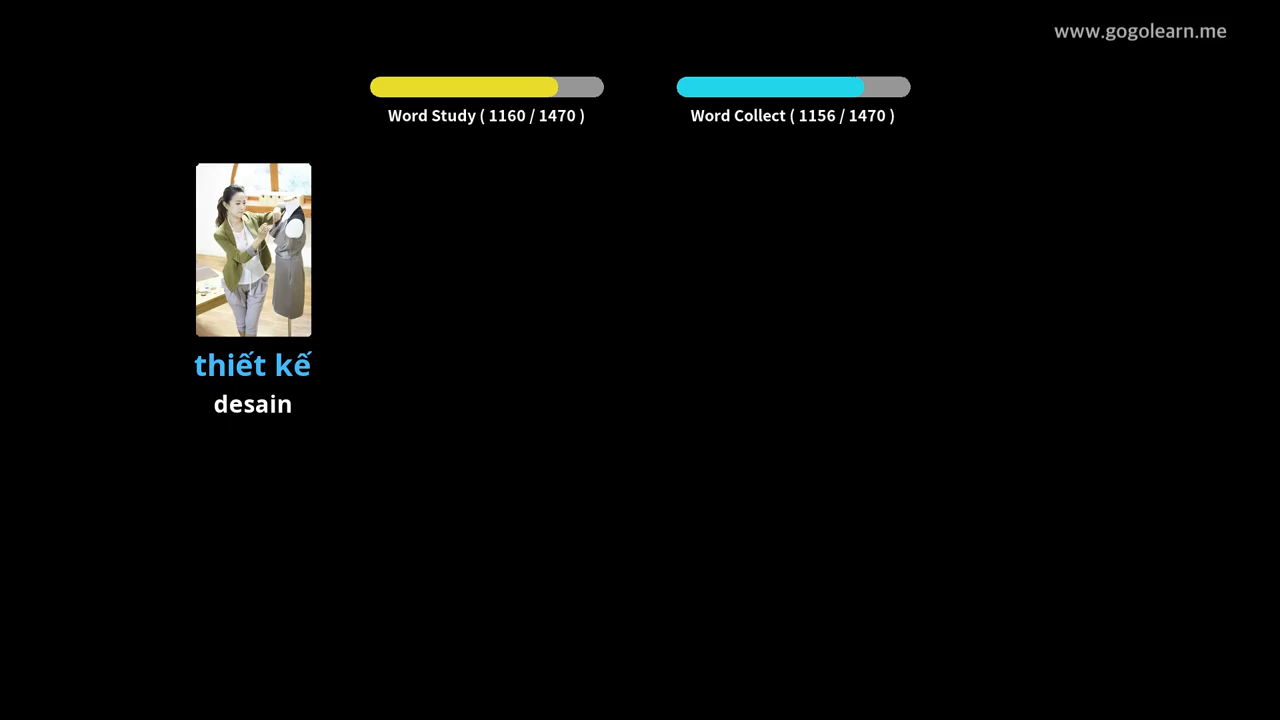 www.gogolearn.me
Word Study ( 1160 / 1470 )
Word Collect ( 1156 / 1470 )
thiết kế
desain